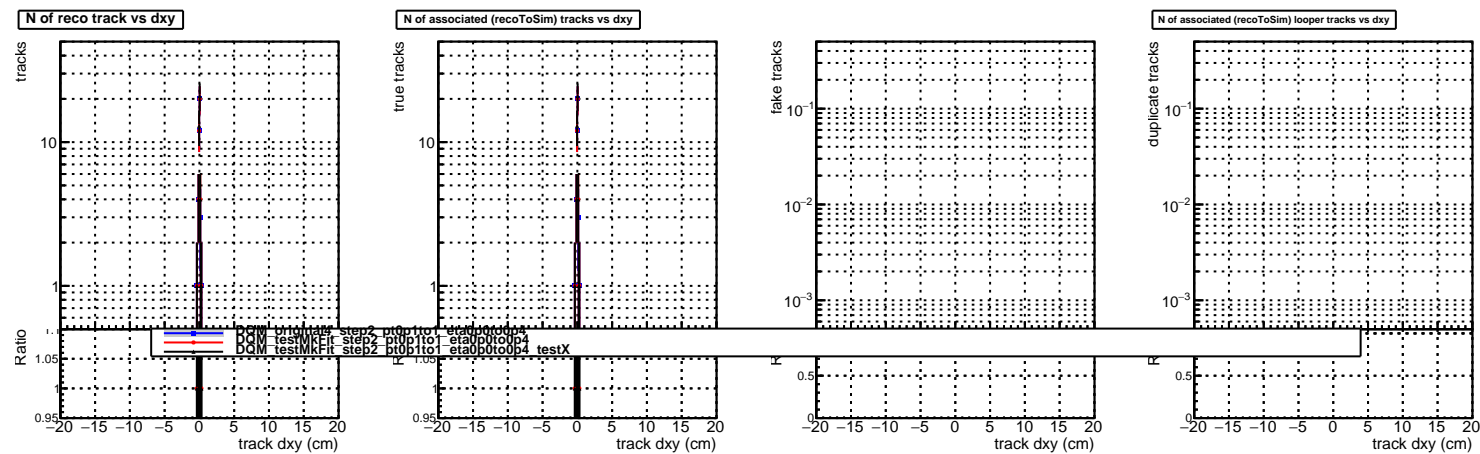 N of reco track vs dxy
tracks
10
1
1.1
Ratio
1.05
1
0.95
−20 −15 −10 −5 0 5 10 15 20
track dxy (cm)
N of associated (recoToSim) tracks vs dxy
true tracks
10
1
1.05
1
0.95
−20 −15 −10 −5 0 5 10 15 20
track dxy (cm)
fake tracks
10−1
10−2
10−3
0.5
0
−20 −15 −10 −5 0 5 10 15 20
track dxy (cm)
N of associated (recoToSim) looper tracks vs dxy
duplicate tracks
10−1
10−2
10−3
0.5
0
−20 −15 −10 −5 0 5 10 15 20
track dxy (cm)
DQM_original4_step2_pt0p1to1_eta0p0to0p4
DQM_testMkFit_step2_pt0p1to1_eta0p0to0p4
DQM_testMkFit_step2_pt0p1to1_eta0p0to0p4_testX